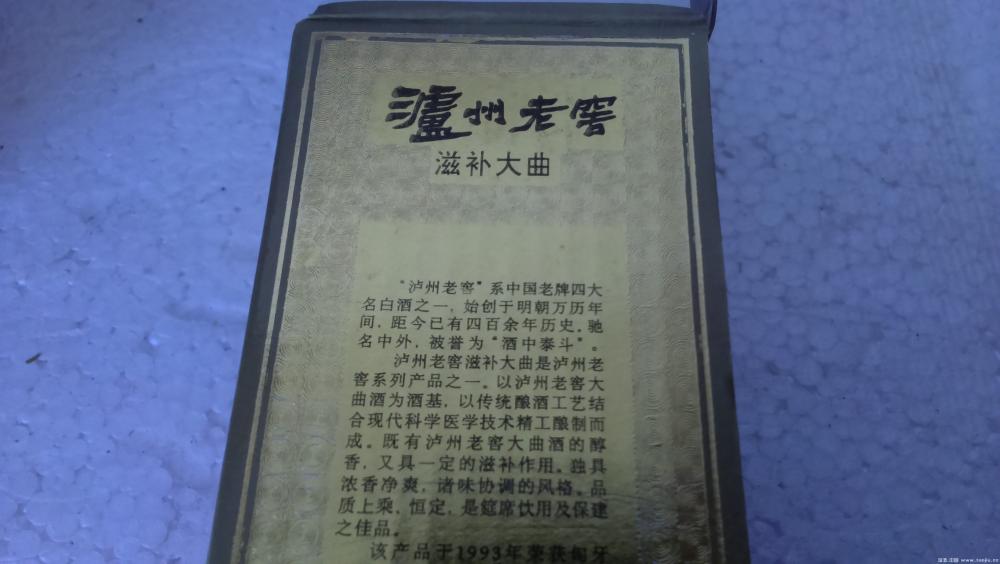 瀘州老窖
滋补大曲
“泸州老窖”系中国老牌四大
名白酒之一，始创于明朝万历年
间，距今已有四百余年历史。驰
名中外，被誉为“酒中泰斗”。
泸州老窖滋补大曲是泸州老
窖系列产品之一。以泸州老窖大
曲酒为酒基，以传统酿酒工艺结
合现代科学医学技术精工酿制而
成。既有泸州老窖大曲酒的醇
香，又具一定的滋补作用。独具
浓香净爽，诸味协调的风格。品
质上乘，恒定，是筵席饮用及保建
之佳品。
该产品于1993年荣获匈牙